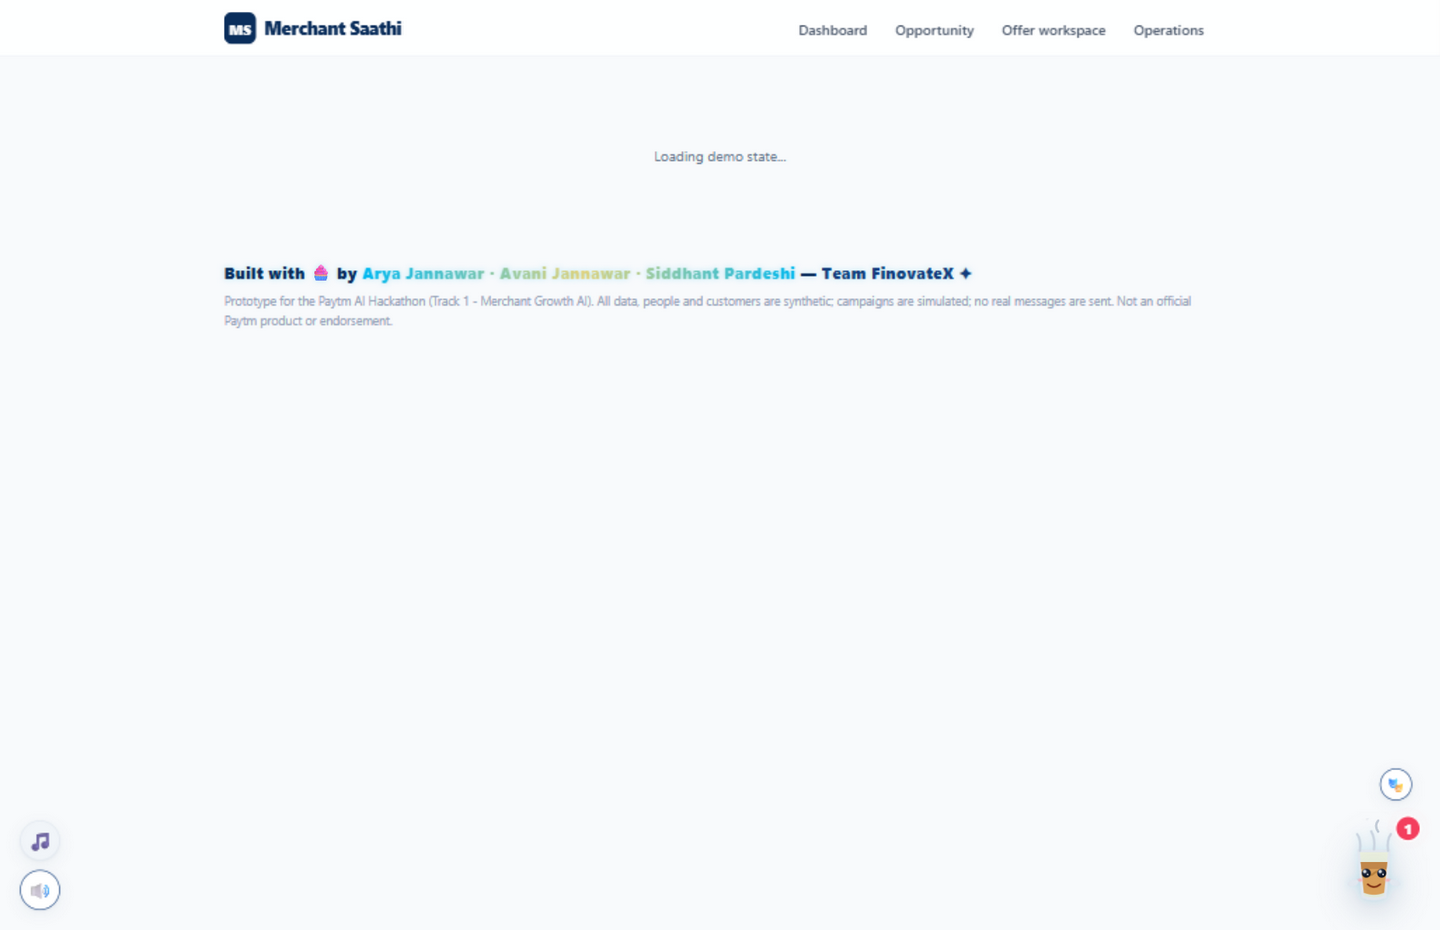 MS Merchant Saathi
Dashboard Opportunity Offer workspace Operations
Loading demo state...
Built with 🧁 by Arya Jannawar · Avani Jannawar · Siddhant Pardeshi — Team FinovateX ✦
Prototype for the Paytm AI Hackathon (Track 1 - Merchant Growth AI). All data, people and customers are synthetic; campaigns are simulated; no real messages are sent. Not an official
Paytm product or endorsement.
1